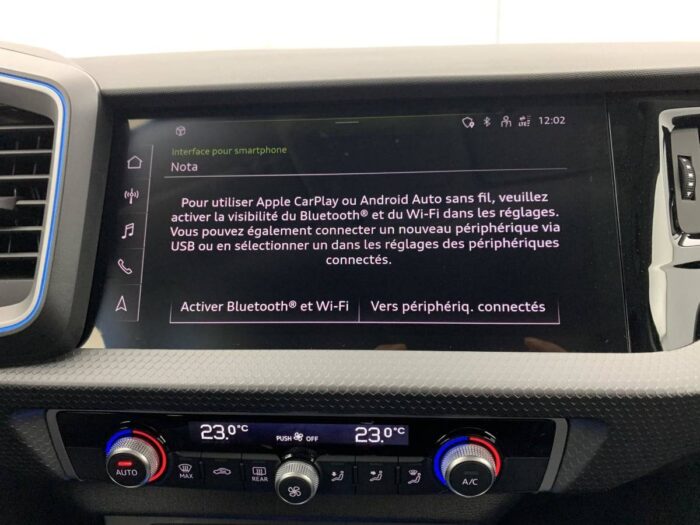 12:02
Interface pour smartphone
Nota
Pour utiliser Apple CarPlay ou Android Auto sans fil, veuillez
activer la visibilité du Bluetooth® et du Wi-Fi dans les réglages.
Vous pouvez également connecter un nouveau périphérique via
USB ou en sélectionner un dans les réglages des périphériques
connectés.
Activer Bluetooth® et Wi-Fi
Vers périphériq. connectés
23.0°C
PUSH OFF
23.0°C
AUTO
MAX
REAR
A/C